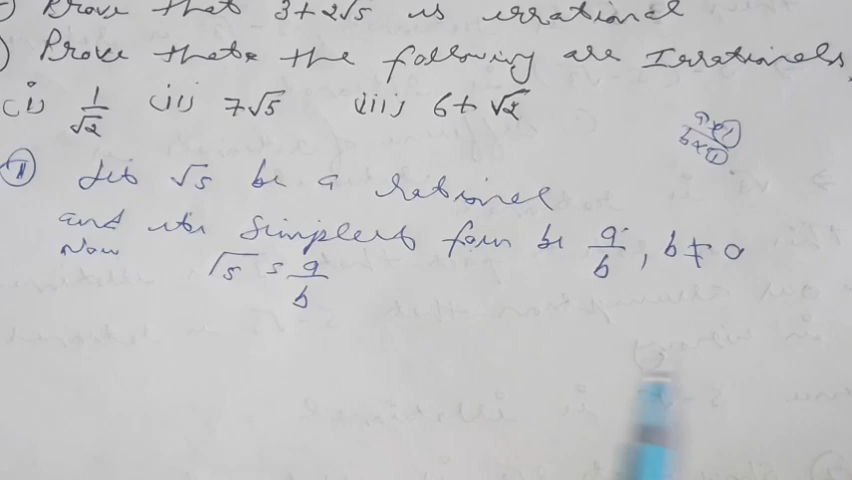 Prove that 3+2√5 is irrational
) Prove that the following are Irrationals.
(i) 1/√2 (ii) 7√5 (iii) 6+√2
① Let √5 be a rational
and its simplest form be a/b, b≠0
Now √5 = a/b